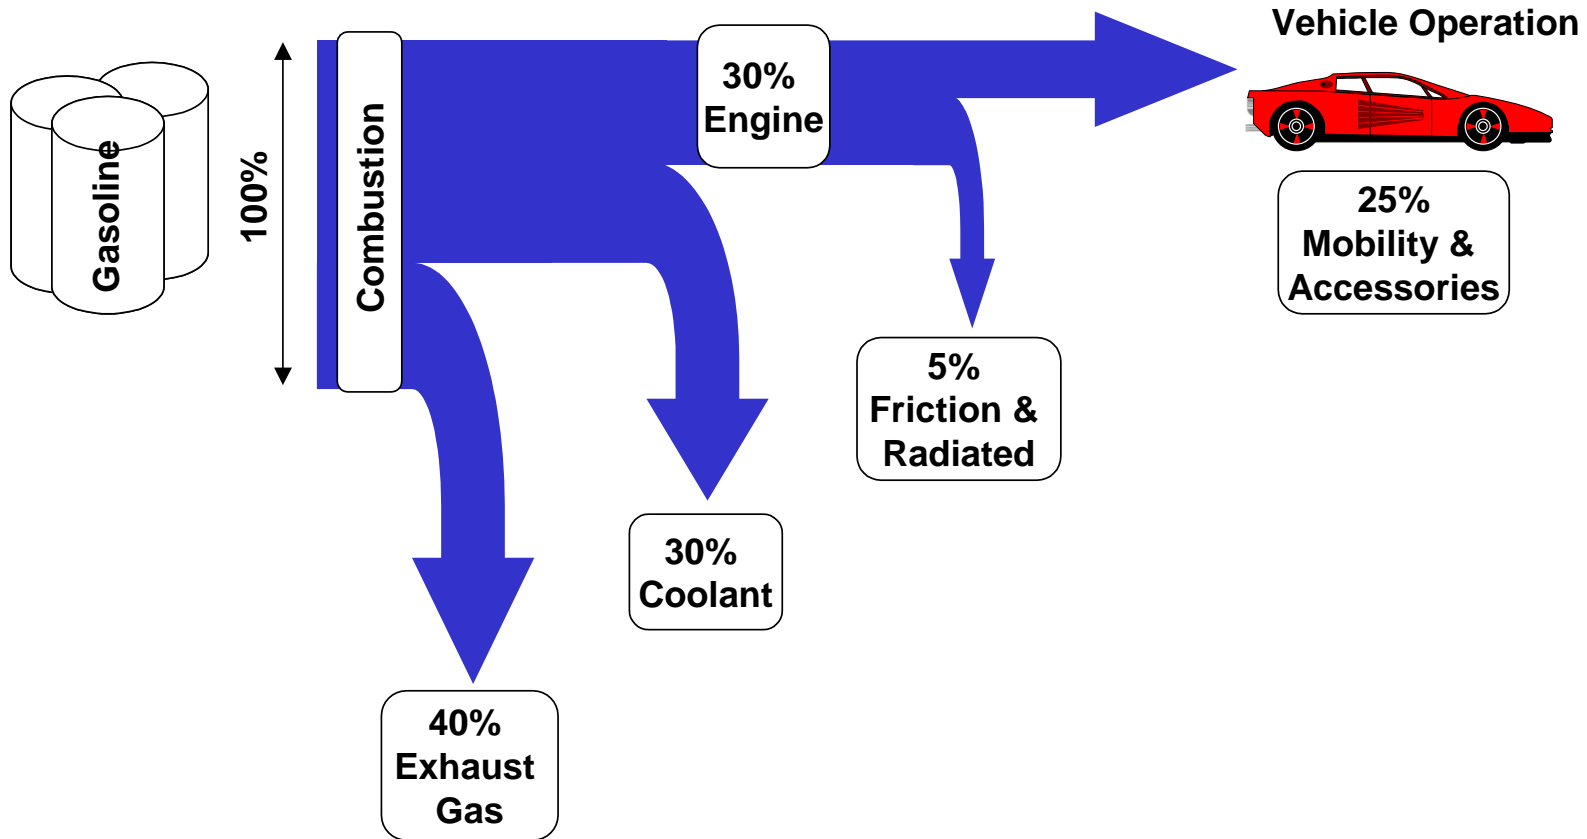 Vehicle Operation
Gasoline
100%
Combustion
30%
Engine
25%
Mobility &
Accessories
5%
Friction &
Radiated
30%
Coolant
40%
Exhaust
Gas